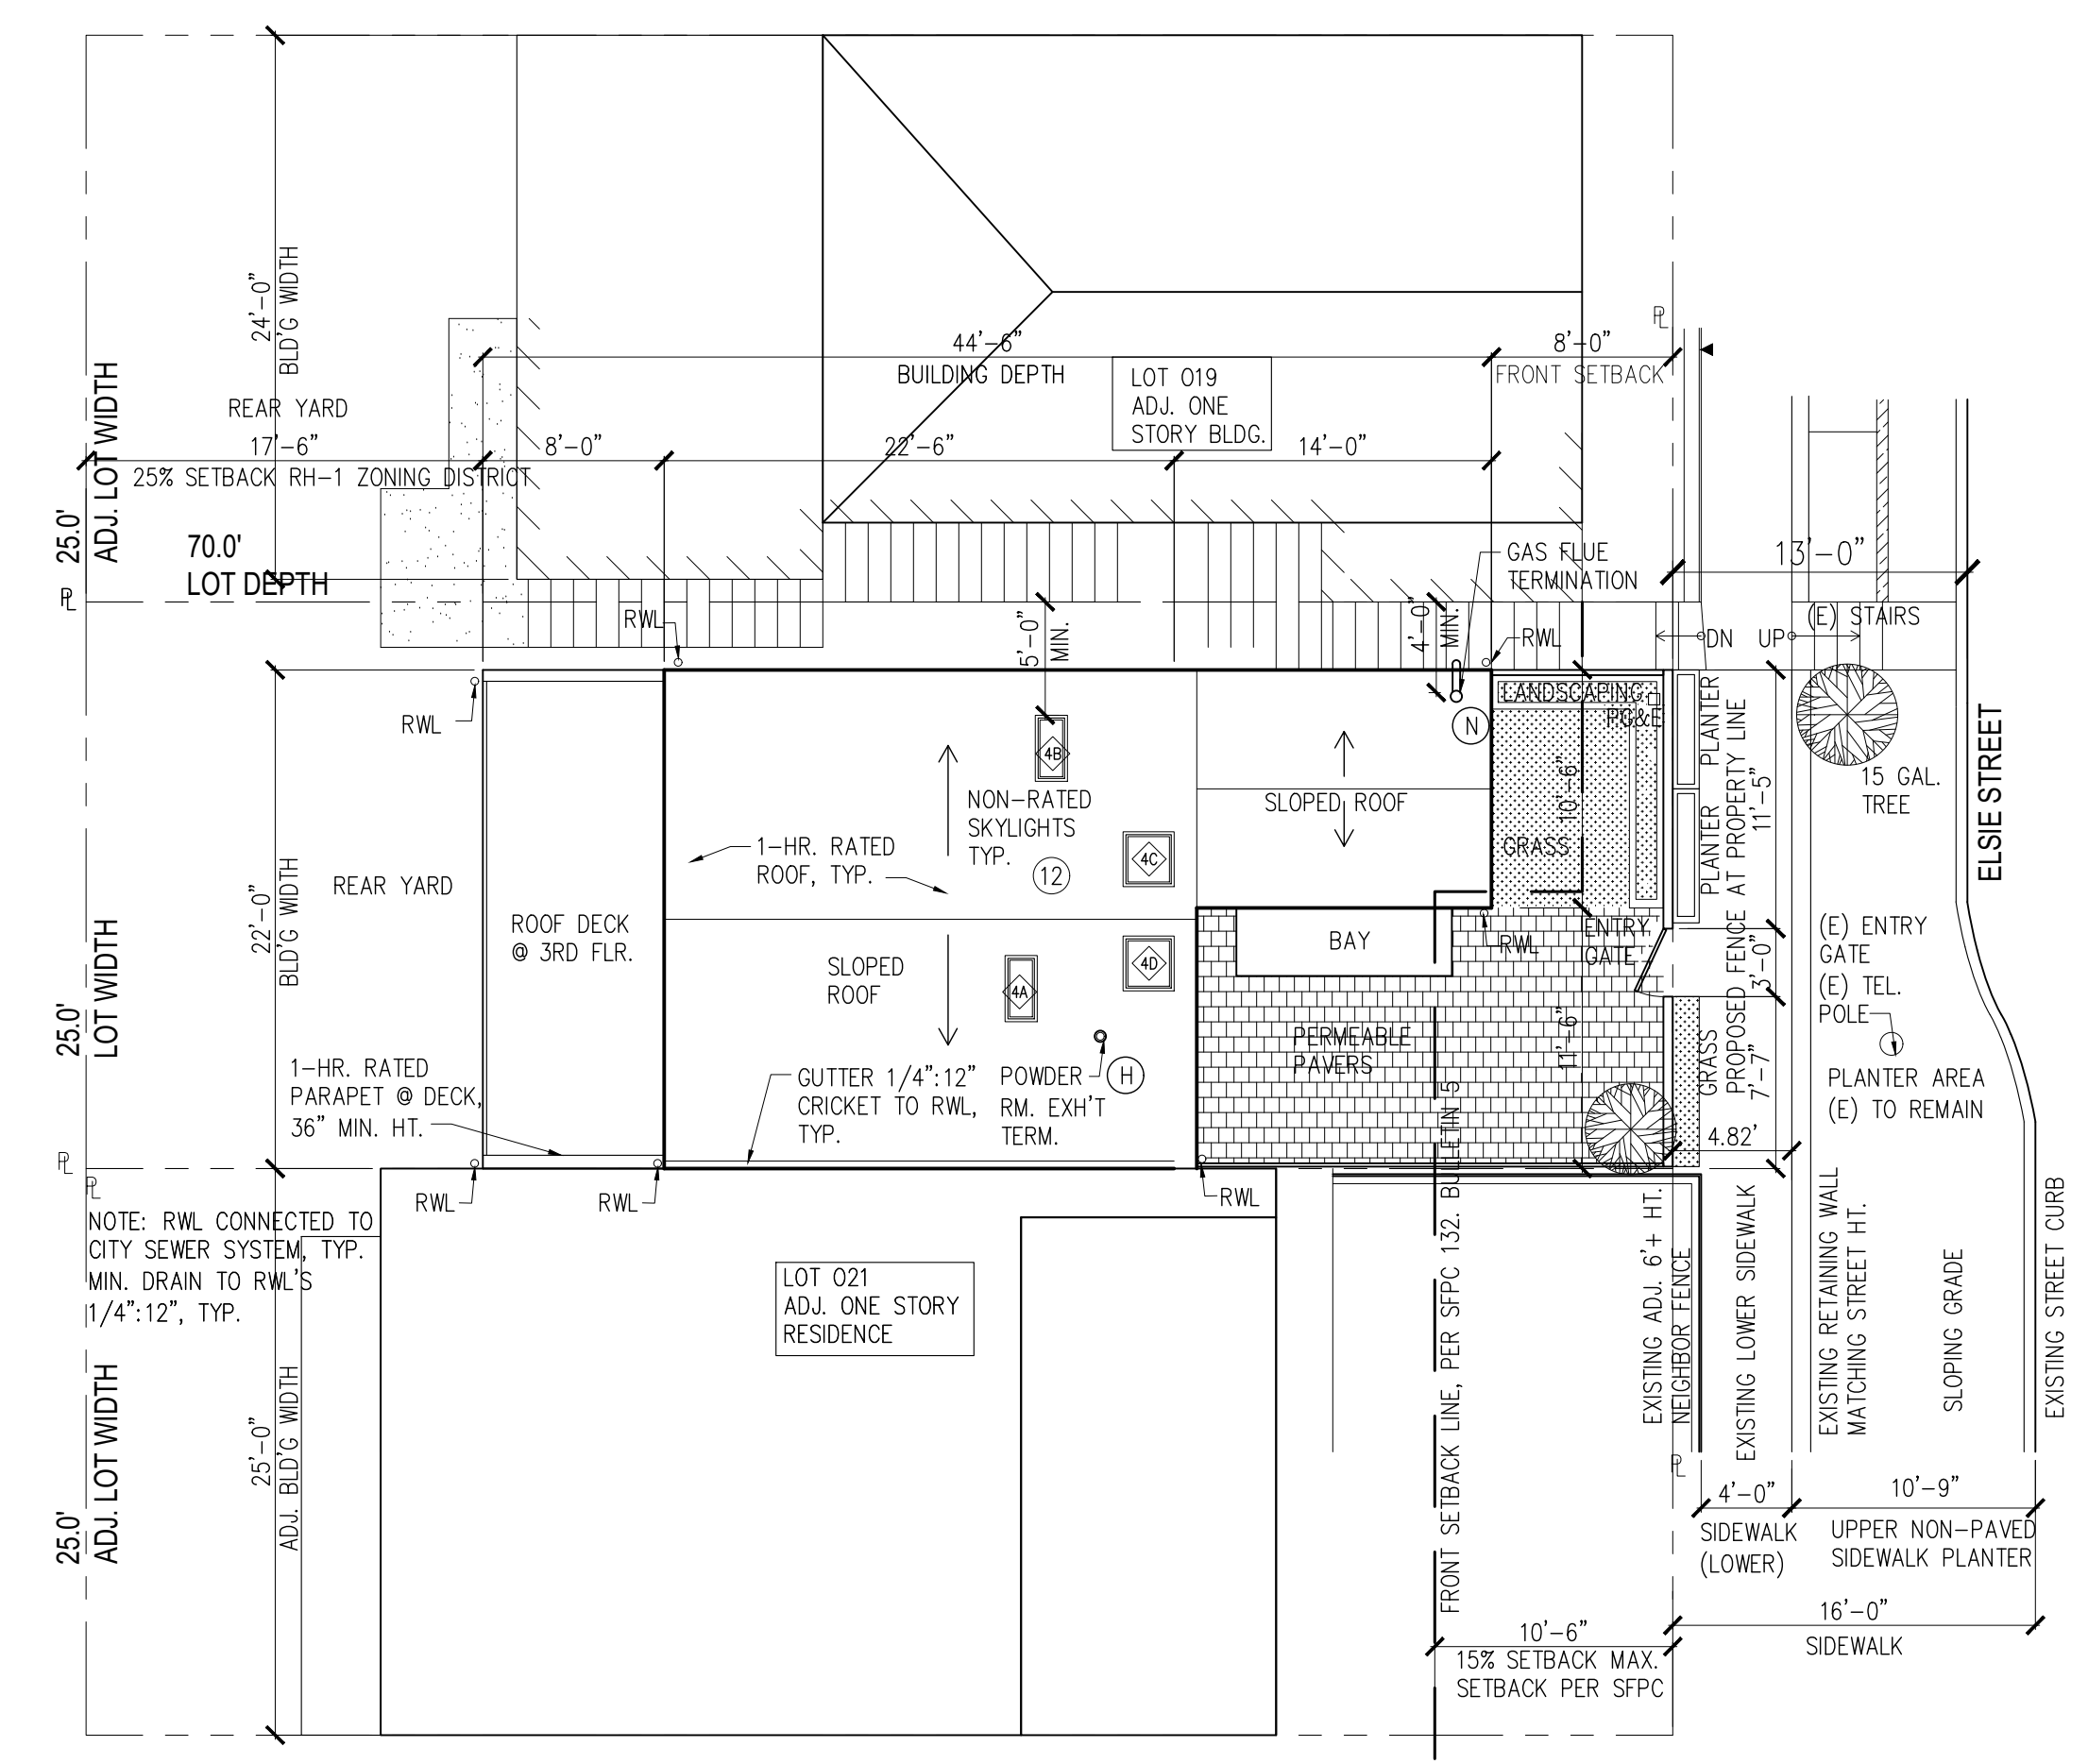 24'-0"
BLD'G WIDTH
25.0'
ADJ. LOT WIDTH
REAR YARD
17'-6"
25% SETBACK RH-1 ZONING DISTRICT
70.0'
LOT DEPTH
44'-6"
BUILDING DEPTH
8'-0"
FRONT SETBACK
PL
LOT 019
ADJ. ONE
STORY BLDG.
8'-0"
22'-6"
14'-0"
GAS FLUE
TERMINATION
13'-0"
PL
RWL
5'-0"
MIN.
4'-0"
MIN.
RWL
DN
UP
(E) STAIRS
RWL
LANDSCAPING
PG&E
N
4B
NON-RATED
SKYLIGHTS
TYP.
12
4C
SLOPED ROOF
1-HR. RATED
ROOF, TYP.
GRASS
10'-6"
PLANTER
PLANTER
PROPOSED FENCE AT PROPERTY LINE
11'-5"
15 GAL.
TREE
ELSIE STREET
25.0'
LOT WIDTH
22'-0"
BLD'G WIDTH
REAR YARD
ROOF DECK
@ 3RD FLR.
SLOPED
ROOF
4A
4D
BAY
RWL
ENTRY
GATE
3'-0"
(E) ENTRY
GATE
(E) TEL.
POLE
PERMEABLE
PAVERS
11'-6"
GRASS
7'-7"
PLANTER AREA
(E) TO REMAIN
1-HR. RATED
PARAPET @ DECK,
36" MIN. HT.
GUTTER 1/4":12"
CRICKET TO RWL,
TYP.
POWDER
RM. EXH'T
TERM.
H
4.82'
PL
PL
RWL
RWL
RWL
NOTE: RWL CONNECTED TO
CITY SEWER SYSTEM, TYP.
MIN. DRAIN TO RWL'S
1/4":12", TYP.
LOT 021
ADJ. ONE STORY
RESIDENCE
25.0'
ADJ. LOT WIDTH
25'-0"
ADJ. BLD'G WIDTH
FRONT SETBACK LINE, PER SFPC 132. BULLETIN 5
EXISTING ADJ. 6'+ HT.
NEIGHBOR FENCE
EXISTING LOWER SIDEWALK
EXISTING RETAINING WALL
MATCHING STREET HT.
SLOPING GRADE
EXISTING STREET CURB
PL
4'-0"
SIDEWALK
(LOWER)
10'-9"
UPPER NON-PAVED
SIDEWALK PLANTER
16'-0"
SIDEWALK
10'-6"
15% SETBACK MAX.
SETBACK PER SFPC